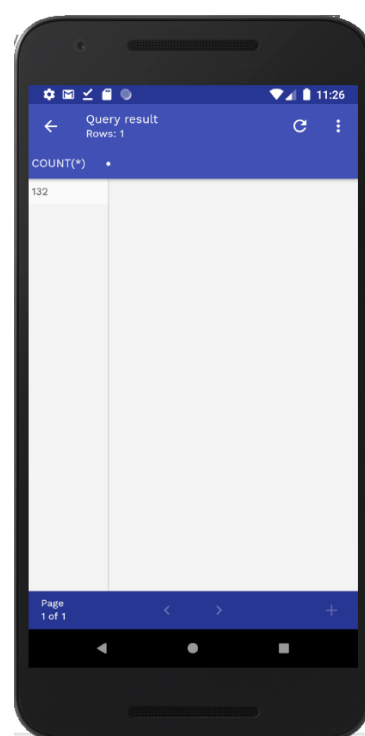 11:26
Query result
Rows: 1
COUNT(*)
132
Page
1 of 1